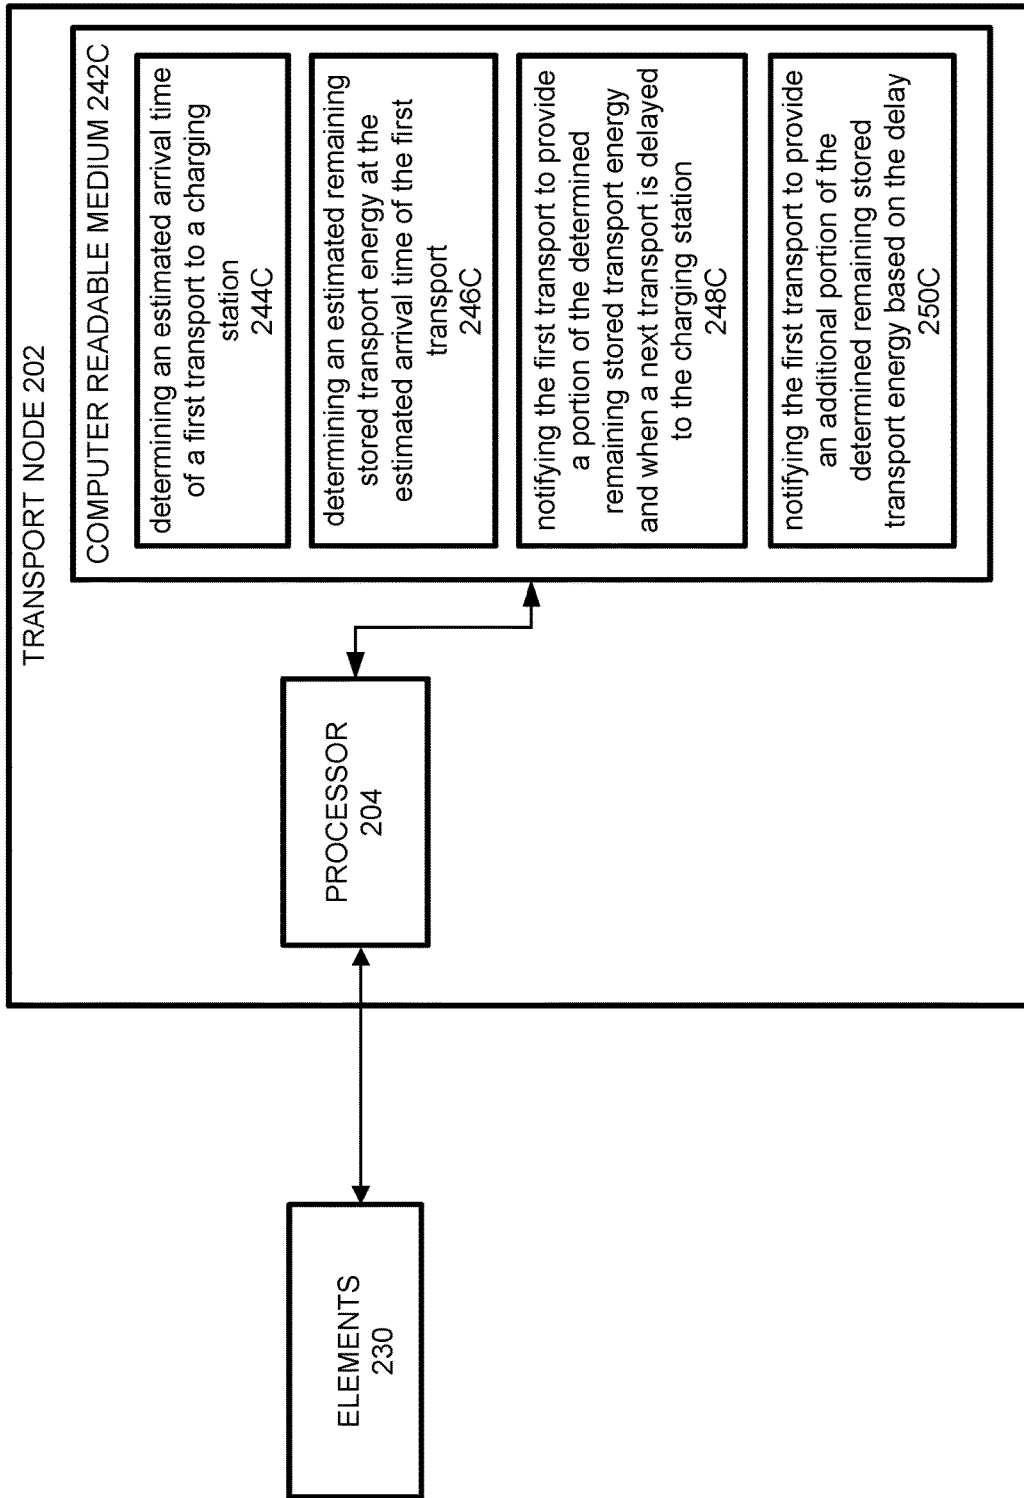 TRANSPORT NODE 202
COMPUTER READABLE MEDIUM 242C
determining an estimated arrival time
of a first transport to a charging
station
244C
determining an estimated remaining
stored transport energy at the
estimated arrival time of the first
transport
246C
notifying the first transport to provide
a portion of the determined
remaining stored transport energy
and when a next transport is delayed
to the charging station
248C
notifying the first transport to provide
an additional portion of the
determined remaining stored
transport energy based on the delay
250C
PROCESSOR
204
ELEMENTS
230